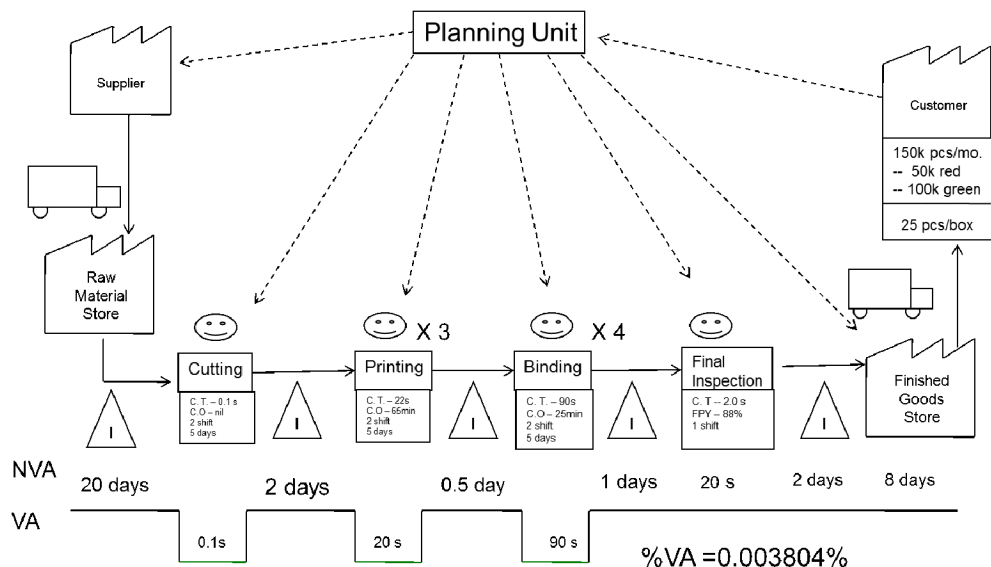 Planning Unit
Supplier
Customer
150k pcs/mo.
-- 50k red
-- 100k green
25 pcs/box
Raw
Material
Store
X 3
X 4
Cutting
C. T. – 0.1 s
C.O – nil
2 shift
5 days
Printing
C. T. – 22s
C.O – 65min
2 shift
5 days
Binding
C. T. – 90s
C.O – 25min
2 shift
5 days
Final
Inspection
C. T -- 2.0 s
FPY – 88%
1 shift
Finished
Goods
Store
I
I
I
I
I
NVA
20 days
2 days
0.5 day
1 days
20 s
2 days
8 days
VA
0.1s
20 s
90s
%VA =0.003804%